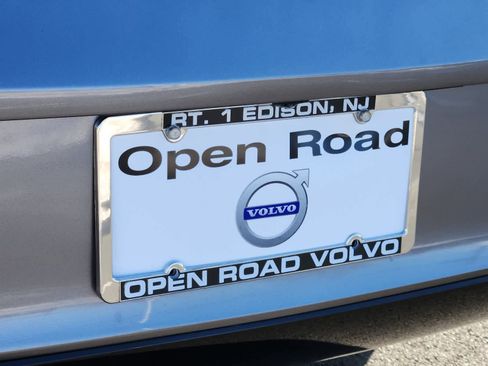 RT. 1 EDISON, NJ
Open Road
VOLVO
OPEN ROAD VOLVO